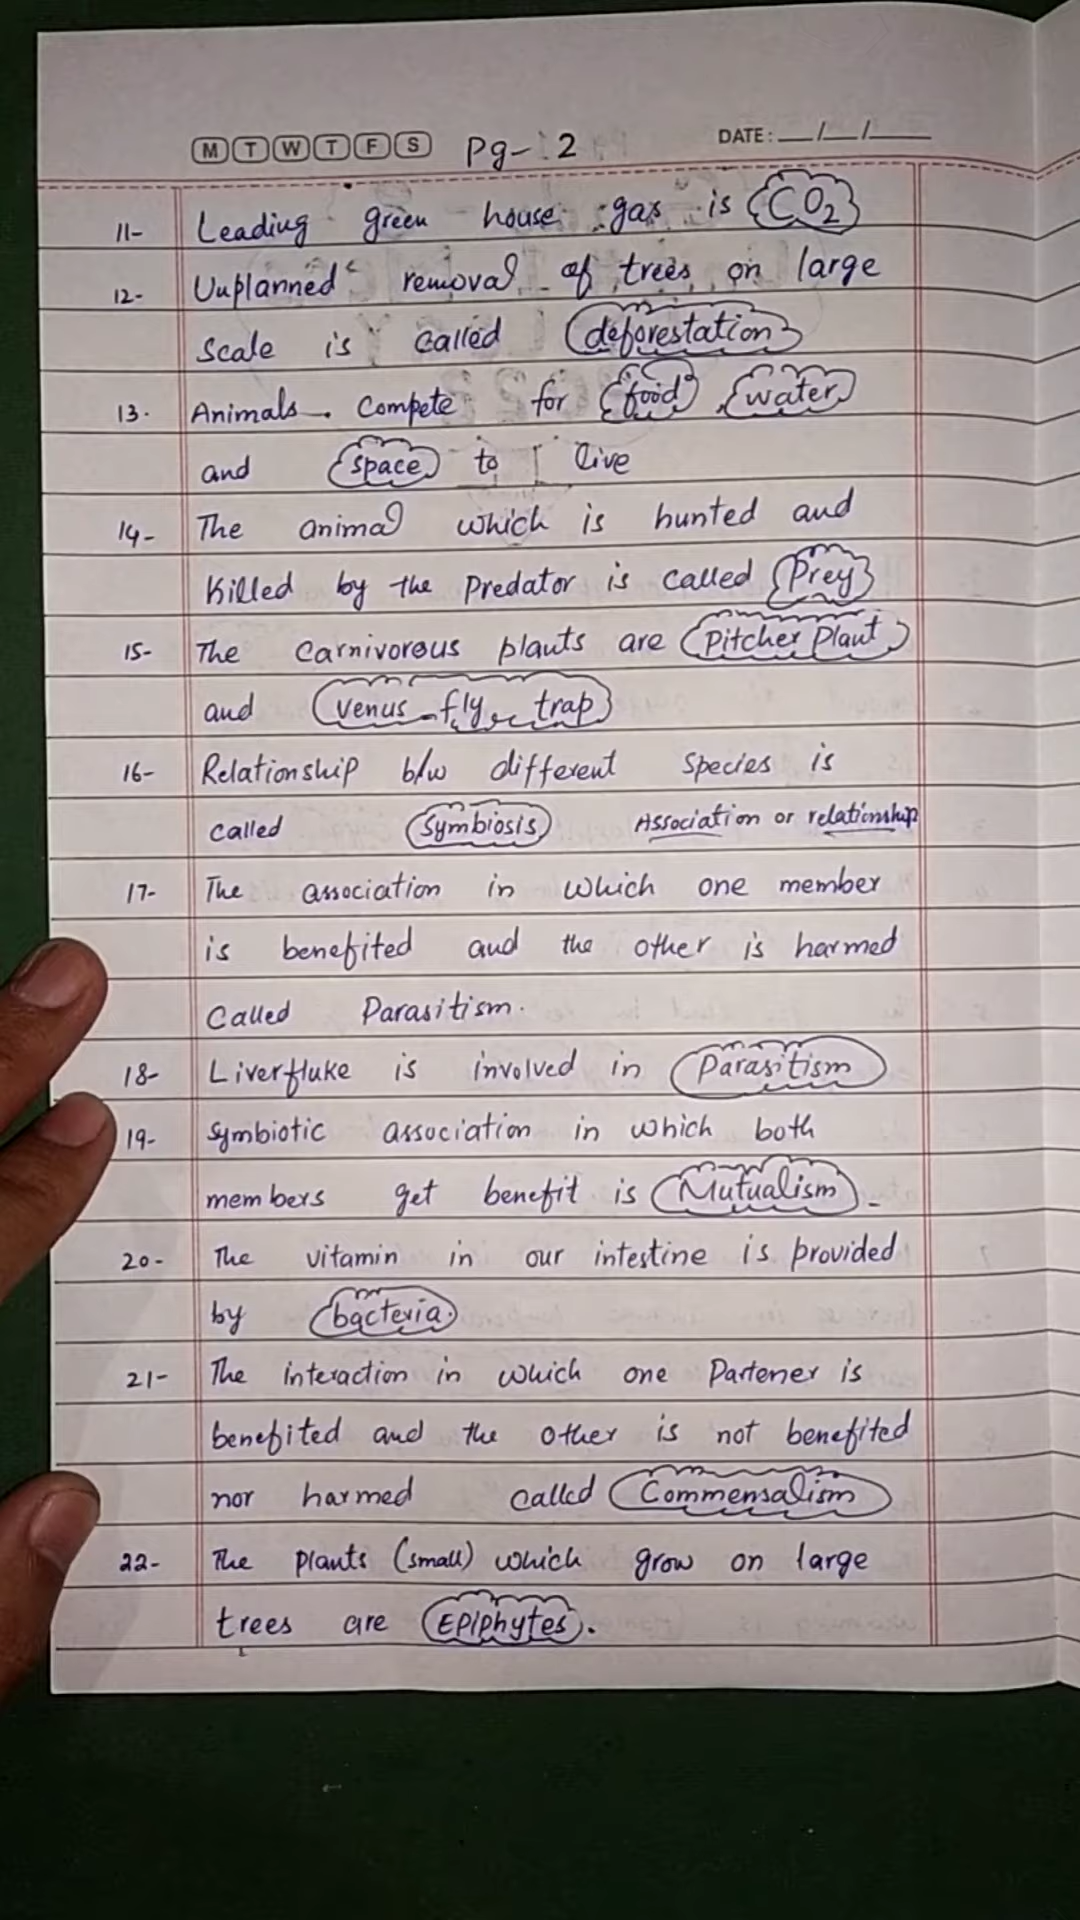 M T W T F S Pg- 2 DATE: __/__/____
11- Leading green house gas is CO2
12- Unplanned removal of trees on large
Scale is called deforestation
13. Animals. Compete for food, water
and space to live
14- The animal which is hunted and
Killed by the Predator is called Prey
15- The Carnivorous plants are Pitcher Plant
and venus fly trap
16- Relationship b/w different Species is
called Symbiosis Association or relationship
17- The association in which one member
is benefited and the other is harmed
Called Parasitism.
18- Liverfluke is involved in Parasitism
19- Symbiotic association in which both
members get benefit is Mutualism.
20- The vitamin in our intestine is provided
by bacteria.
21- The interaction in which one Partener is
benefited and the other is not benefited
nor harmed called Commensalism
22- The plants (small) which grow on large
trees are Epiphytes.